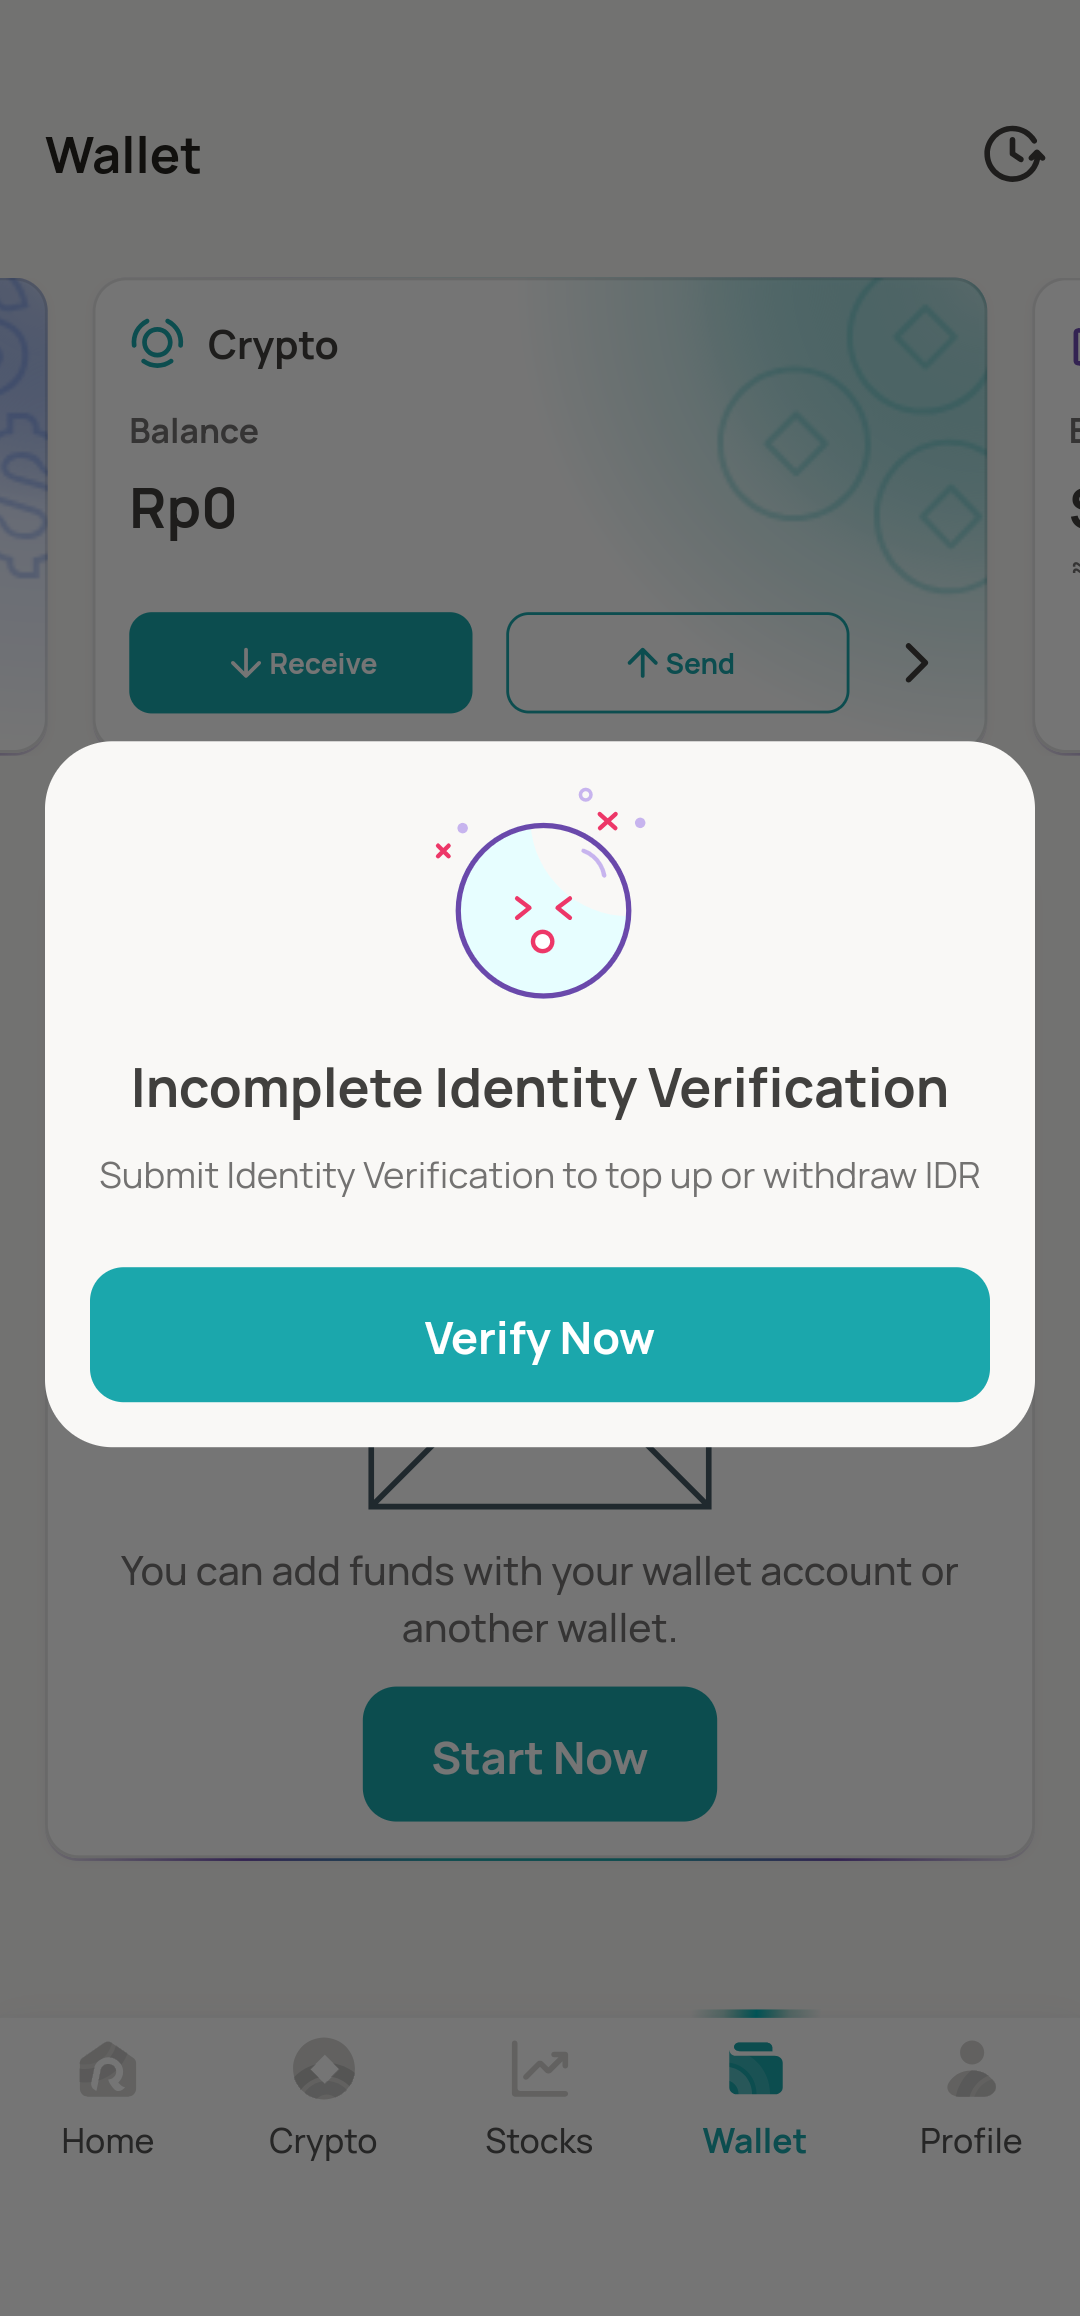 Wallet
Crypto
Balance
Rp0
Receive
Send
Incomplete Identity Verification
Submit Identity Verification to top up or withdraw IDR
Verify Now
You can add funds with your wallet account or
another wallet.
Start Now
Home
Crypto
Stocks
Wallet
Profile